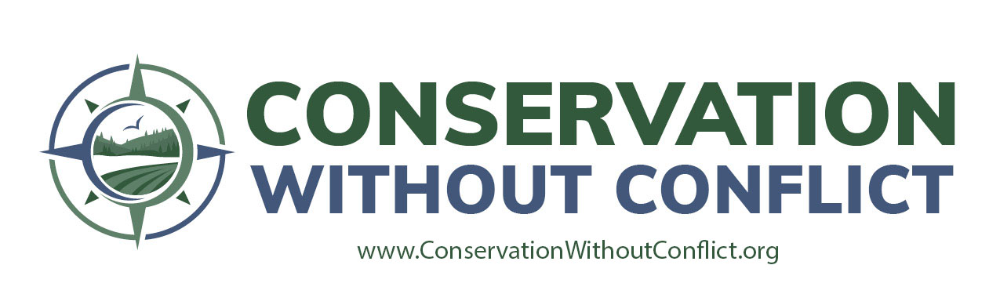 CONSERVATION
WITHOUT CONFLICT
www.ConservationWithoutConflict.org